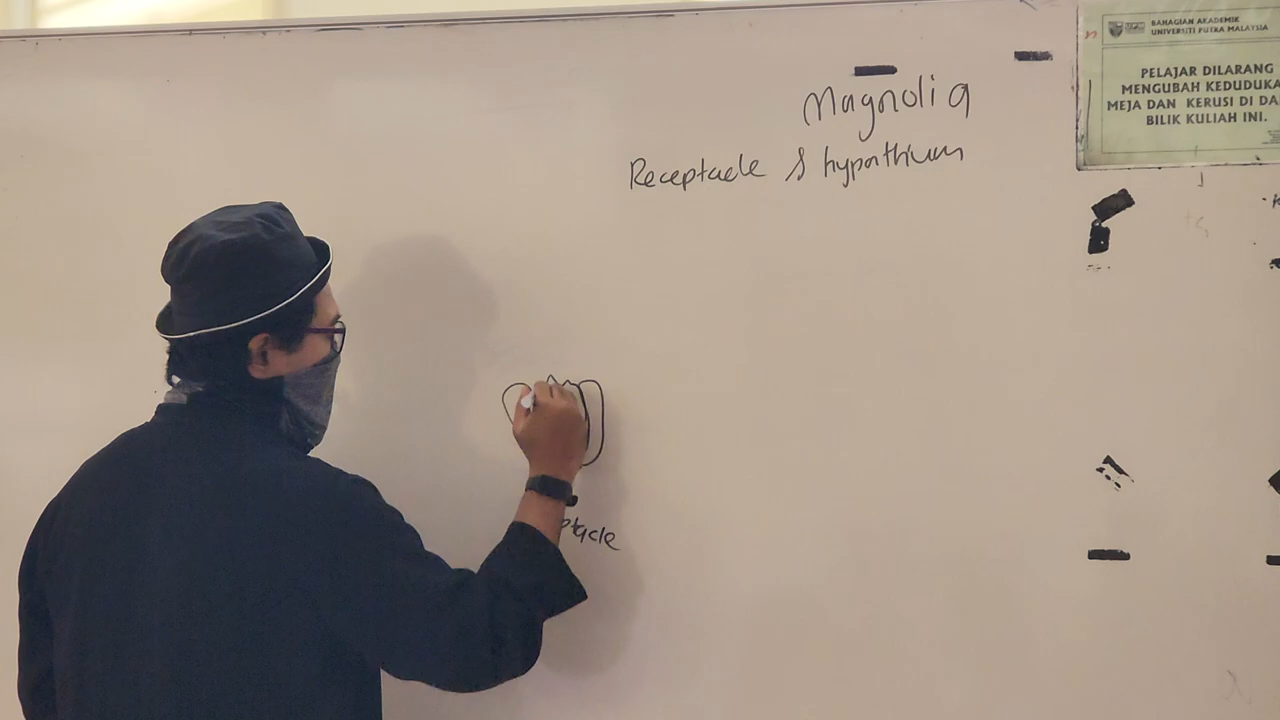 BAHAGIAN AKADEMIK
UNIVERSITI PUTRA MALAYSIA
PELAJAR DILARANG
MENGUBAH KEDUDUKA
MEJA DAN KERUSI DI DA
BILIK KULIAH INI.
Magnolia
Receptacle & hypanthium
ptacle